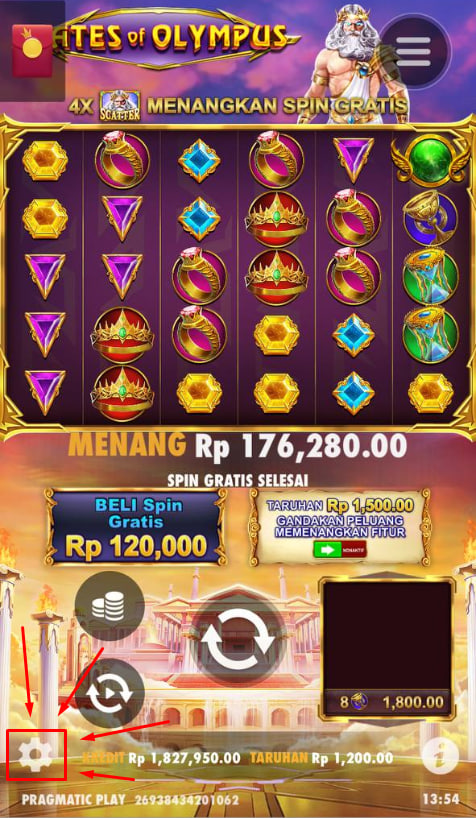 ATES of OLYMPUS
4X SCATTER MENANGKAN SPIN GRATIS
MENANG Rp 176,280.00
SPIN GRATIS SELESAI
BELI Spin
Gratis
Rp 120,000
TARUHAN Rp 1,500.00
GANDAKAN PELUANG
MEMENANGKAN FITUR
NONAKTIF
8 1,800.00
KREDIT Rp 1,827,950.00 TARUHAN Rp 1,200.00
PRAGMATIC PLAY 26938434201062 13:54